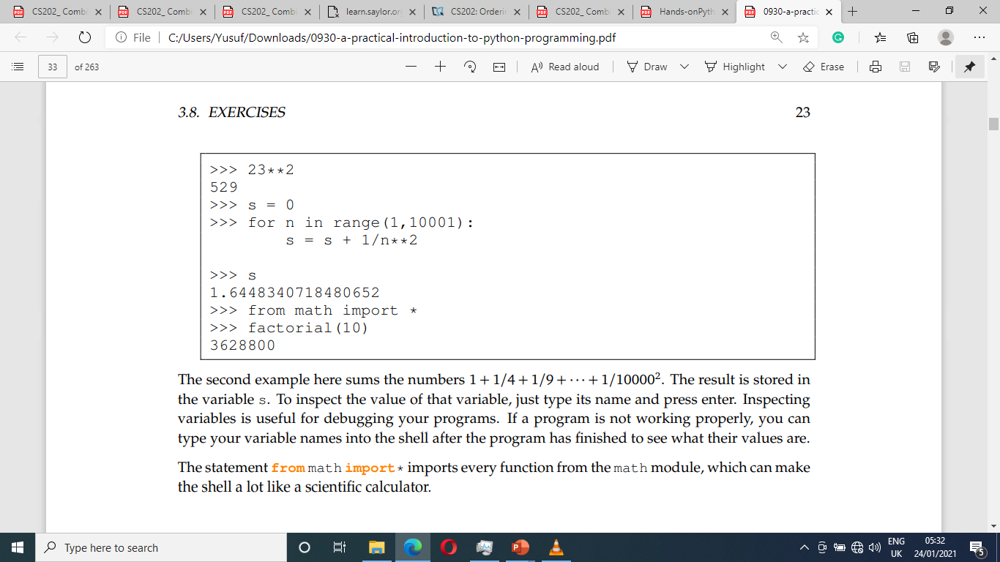 CS202_ Combi
CS202_ Combi
CS202_ Combi
learn.saylor.org
CS202: Orderin
CS202_ Combi
Hands-onPyth
0930-a-practic
File | C:/Users/Yusuf/Downloads/0930-a-practical-introduction-to-python-programming.pdf
33 of 263
Read aloud
Draw
Highlight
Erase
3.8. EXERCISES 23
>>> 23**2
529
>>> s = 0
>>> for n in range(1,10001):
        s = s + 1/n**2
>>> s
1.6448340718480652
>>> from math import *
>>> factorial(10)
3628800
The second example here sums the numbers 1 + 1/4 + 1/9 + ··· + 1/10000². The result is stored in
the variable s. To inspect the value of that variable, just type its name and press enter. Inspecting
variables is useful for debugging your programs. If a program is not working properly, you can
type your variable names into the shell after the program has finished to see what their values are.
The statement from math import * imports every function from the math module, which can make
the shell a lot like a scientific calculator.
Type here to search
ENG
UK
05:32
24/01/2021
5